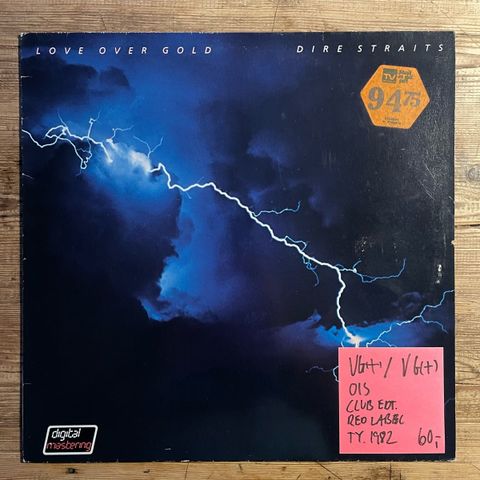 LOVE OVER GOLD
DIRE STRAITS
TV
94.75
VG(+) / VG(+)
OIS
CLUB EDT.
RED LABEL
TY. 1982 60,-
digital
mastering